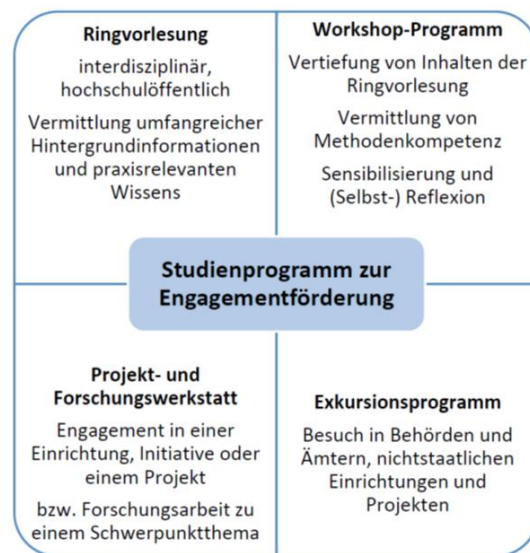 Ringvorlesung
interdisziplinär,
hochschulöffentlich
Vermittlung umfangreicher
Hintergrundinformationen
und praxisrelevanten
Wissens
Workshop-Programm
Vertiefung von Inhalten der
Ringvorlesung
Vermittlung von
Methodenkompetenz
Sensibilisierung und
(Selbst-) Reflexion
Studienprogramm zur
Engagementförderung
Projekt- und
Forschungswerkstatt
Engagement in einer
Einrichtung, Initiative oder
einem Projekt
bzw. Forschungsarbeit zu
einem Schwerpunktthema
Exkursionsprogramm
Besuch in Behörden und
Ämtern, nichtstaatlichen
Einrichtungen und
Projekten